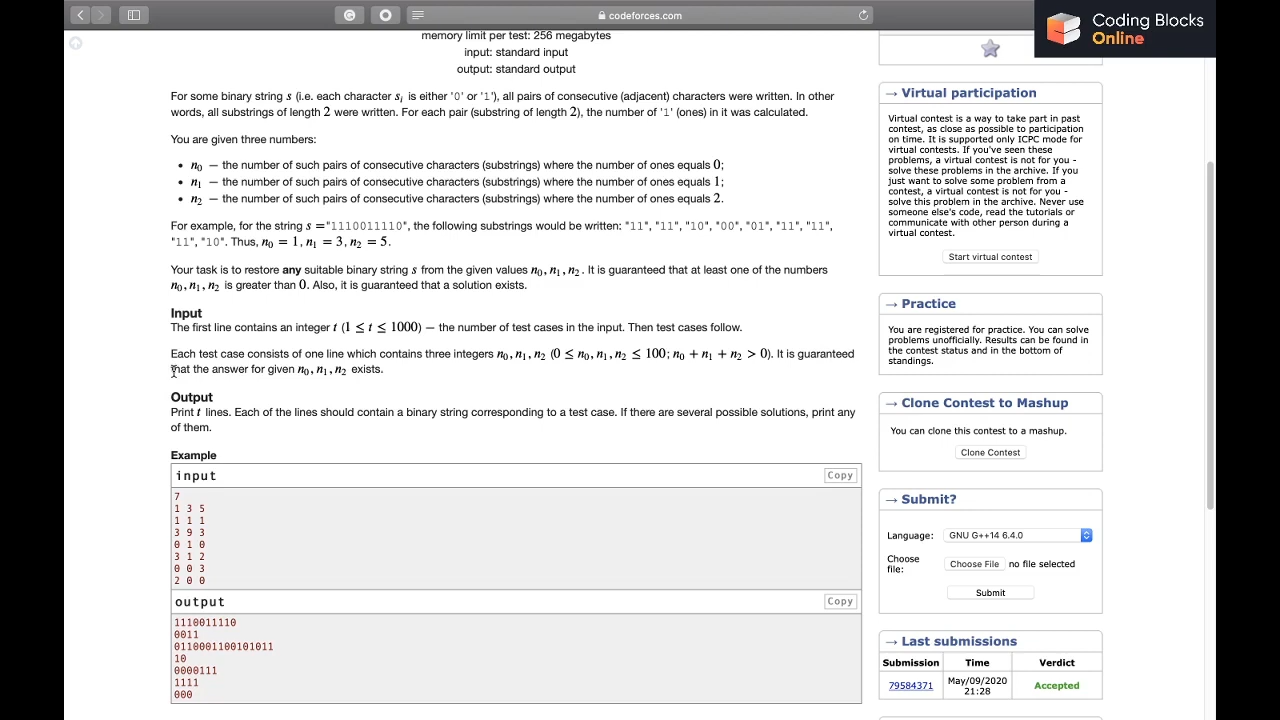 codeforces.com
Coding Blocks
Online
memory limit per test: 256 megabytes
input: standard input
output: standard output
For some binary string s (i.e. each character s_i is either '0' or '1'), all pairs of consecutive (adjacent) characters were written. In other
words, all substrings of length 2 were written. For each pair (substring of length 2), the number of '1' (ones) in it was calculated.
You are given three numbers:
• n₀ — the number of such pairs of consecutive characters (substrings) where the number of ones equals 0;
• n₁ — the number of such pairs of consecutive characters (substrings) where the number of ones equals 1;
• n₂ — the number of such pairs of consecutive characters (substrings) where the number of ones equals 2.
For example, for the string s ="1110011110", the following substrings would be written: "11", "11", "10", "00", "01", "11", "11",
"11", "10". Thus, n₀ = 1, n₁ = 3, n₂ = 5.
Your task is to restore any suitable binary string s from the given values n₀, n₁, n₂. It is guaranteed that at least one of the numbers
n₀, n₁, n₂ is greater than 0. Also, it is guaranteed that a solution exists.
Input
The first line contains an integer t (1 ≤ t ≤ 1000) — the number of test cases in the input. Then test cases follow.
Each test case consists of one line which contains three integers n₀, n₁, n₂ (0 ≤ n₀, n₁, n₂ ≤ 100; n₀ + n₁ + n₂ > 0). It is guaranteed
that the answer for given n₀, n₁, n₂ exists.
Output
Print t lines. Each of the lines should contain a binary string corresponding to a test case. If there are several possible solutions, print any
of them.
Example
input
Copy
7
1 3 5
1 1 1
3 9 3
0 1 0
3 1 2
0 0 3
2 0 0
output
Copy
1110011110
0011
0110001100101011
10
0000111
1111
000
→ Virtual participation
Virtual contest is a way to take part in past
contest, as close as possible to participation
on time. It is supported only ICPC mode for
virtual contests. If you've seen these
problems, a virtual contest is not for you -
solve these problems in the archive. If you
just want to solve some problem from a
contest, a virtual contest is not for you -
solve this problem in the archive. Never use
someone else's code, read the tutorials or
communicate with other person during a
virtual contest.
Start virtual contest
→ Practice
You are registered for practice. You can solve
problems unofficially. Results can be found in
the contest status and in the bottom of
standings.
→ Clone Contest to Mashup
You can clone this contest to a mashup.
Clone Contest
→ Submit?
Language: GNU G++14 6.4.0
Choose
file:
Choose File no file selected
Submit
→ Last submissions
Submission Time Verdict
79584371 May/09/2020
21:28 Accepted